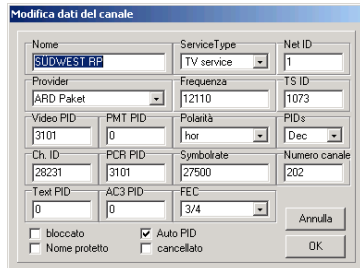 Modifica dati del canale
Nome ServiceType Net ID
SÜDWEST RP TV service 1
Provider Frequenza TS ID
ARD Paket 12110 1073
Video PID PMT PID Polarità PIDs
3101 0 hor Dec
Ch. ID PCR PID Symbolrate Numero canale
28231 3101 27500 202
Text PID AC3 PID FEC
0 0 3/4
Annulla
bloccato Auto PID
Nome protetto cancellato OK